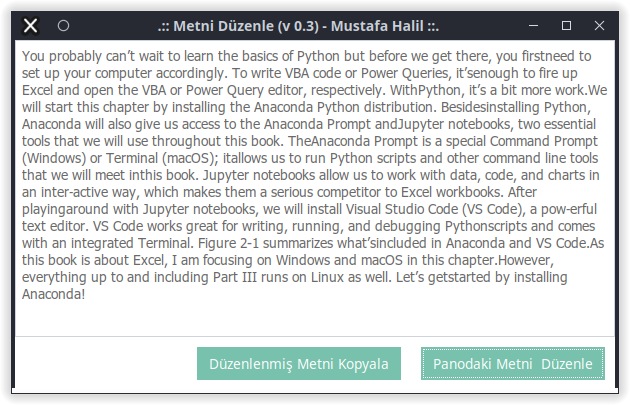 .:: Metni Düzenle (v 0.3) - Mustafa Halil ::.
You probably can't wait to learn the basics of Python but before we get there, you firstneed to
set up your computer accordingly. To write VBA code or Power Queries, it'senough to fire up
Excel and open the VBA or Power Query editor, respectively. WithPython, it's a bit more work.We
will start this chapter by installing the Anaconda Python distribution. Besidesinstalling Python,
Anaconda will also give us access to the Anaconda Prompt andJupyter notebooks, two essential
tools that we will use throughout this book. TheAnaconda Prompt is a special Command Prompt
(Windows) or Terminal (macOS); itallows us to run Python scripts and other command line tools
that we will meet inthis book. Jupyter notebooks allow us to work with data, code, and charts in
an inter-active way, which makes them a serious competitor to Excel workbooks. After
playingaround with Jupyter notebooks, we will install Visual Studio Code (VS Code), a pow-erful
text editor. VS Code works great for writing, running, and debugging Pythonscripts and comes
with an integrated Terminal. Figure 2-1 summarizes what'sincluded in Anaconda and VS Code.As
this book is about Excel, I am focusing on Windows and macOS in this chapter.However,
everything up to and including Part III runs on Linux as well. Let's getstarted by installing
Anaconda!
Düzenlenmiş Metni Kopyala
Panodaki Metni  Düzenle